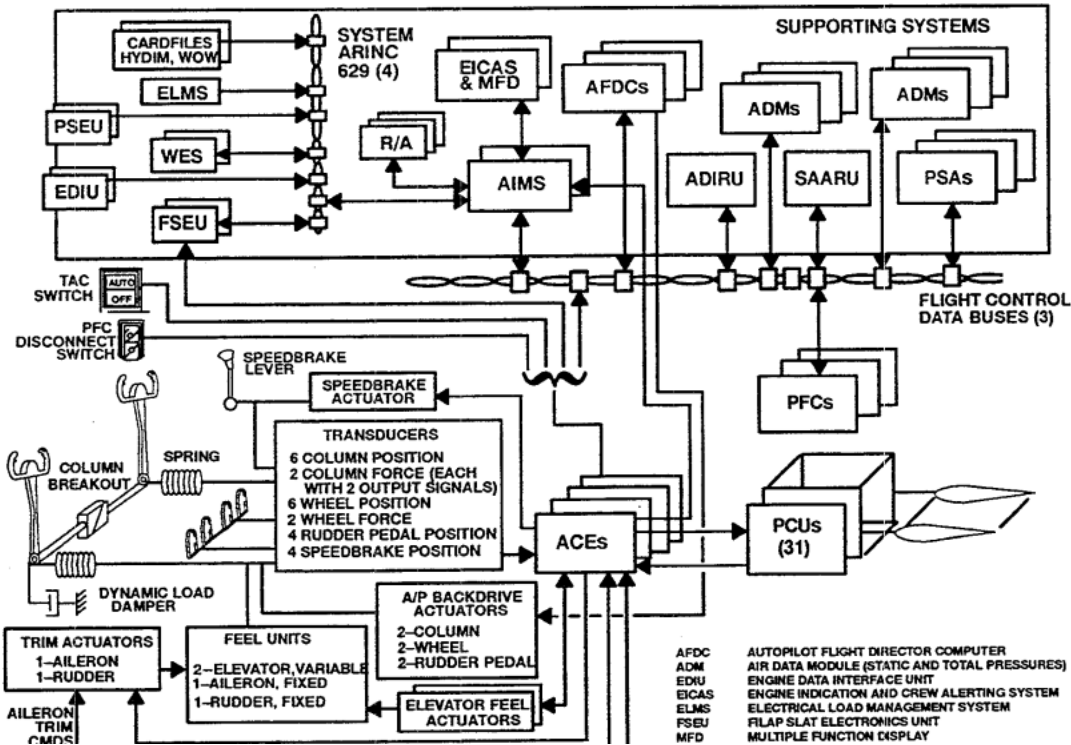 SUPPORTING SYSTEMS
CARDFILES
HYDIM, WOW
SYSTEM
ARINC
629 (4)
ELMS
PSEU
WES
EDIU
FSEU
EICAS
& MFD
R/A
AIMS
AFDCs
ADMs
ADMs
ADIRU
SAARU
PSAs
FLIGHT CONTROL
DATA BUSES (3)
TAC
SWITCH
AUTO
OFF
PFC
DISCONNECT
SWITCH
SPEEDBRAKE
LEVER
SPEEDBRAKE
ACTUATOR
PFCs
COLUMN
BREAKOUT
SPRING
TRANSDUCERS
6 COLUMN POSITION
2 COLUMN FORCE (EACH
WITH 2 OUTPUT SIGNALS)
6 WHEEL POSITION
2 WHEEL FORCE
4 RUDDER PEDAL POSITION
4 SPEEDBRAKE POSITION
ACEs
PCUs
(31)
DYNAMIC LOAD
DAMPER
A/P BACKDRIVE
ACTUATORS
2-COLUMN
2-WHEEL
2-RUDDER PEDAL
TRIM ACTUATORS
1-AILERON
1-RUDDER
FEEL UNITS
2-ELEVATOR, VARIABLE
1-AILERON, FIXED
1-RUDDER, FIXED
ELEVATOR FEEL
ACTUATORS
AILERON
TRIM
CMDS
AFDC AUTOPILOT FLIGHT DIRECTOR COMPUTER
ADM AIR DATA MODULE (STATIC AND TOTAL PRESSURES)
EDIU ENGINE DATA INTERFACE UNIT
EICAS ENGINE INDICATION AND CREW ALERTING SYSTEM
ELMS ELECTRICAL LOAD MANAGEMENT SYSTEM
FSEU FILAP SLAT ELECTRONICS UNIT
MFD MULTIPLE FUNCTION DISPLAY